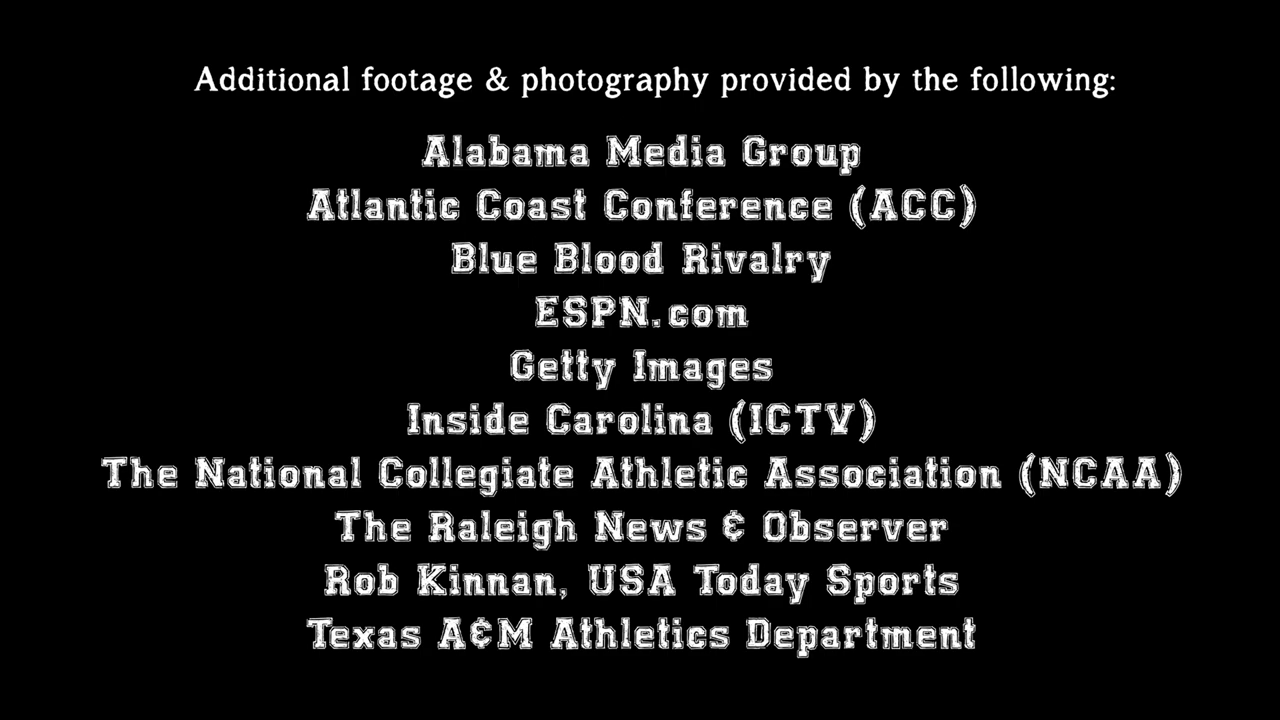 Additional footage & photography provided by the following:
Alabama Media Group
Atlantic Coast Conference (ACC)
Blue Blood Rivalry
ESPN.com
Getty Images
Inside Carolina (ICTV)
The National Collegiate Athletic Association (NCAA)
The Raleigh News & Observer
Rob Kinnan, USA Today Sports
Texas A&M Athletics Department